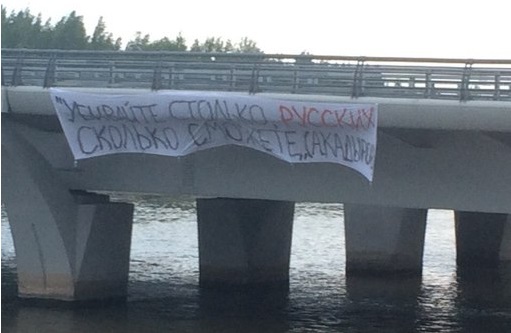 "УБИВАЙТЕ СТОЛЬКО РУССКИХ
СКОЛЬКО СМОЖЕТЕ" (А.КАДЫРОВ)